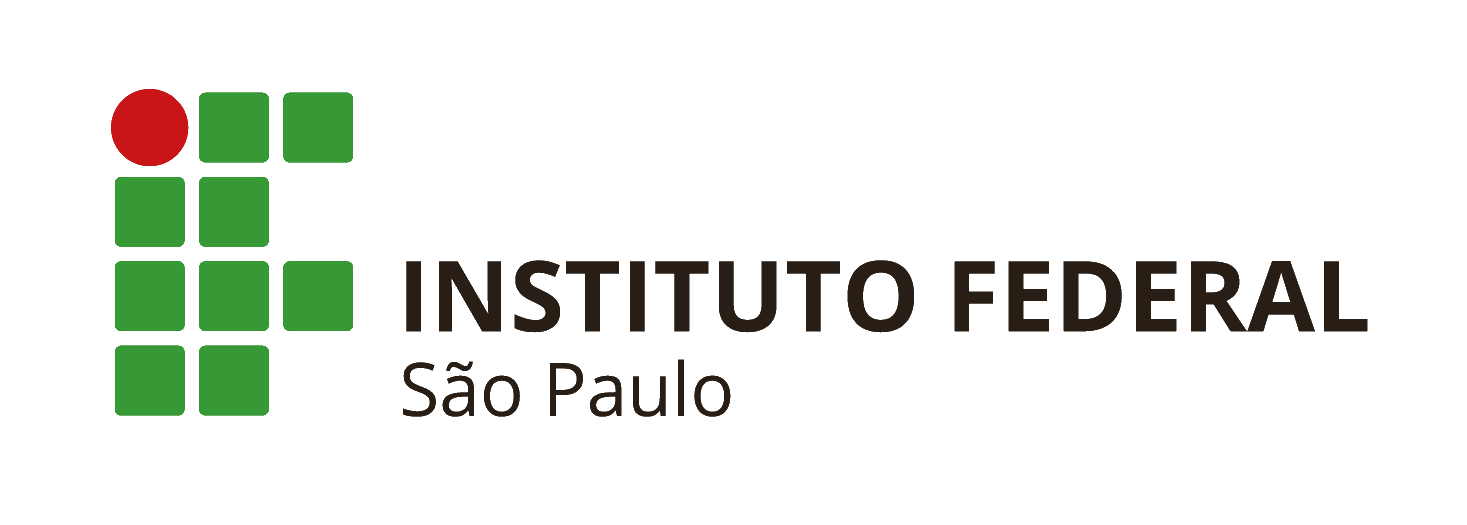 INSTITUTO FEDERAL
São Paulo